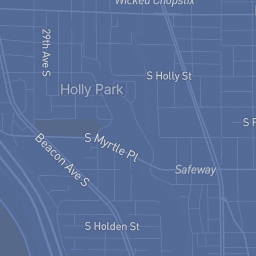 Wicked Chopstix
29th Ave S
S Holly St
Holly Park
S Myrtle Pl
Beacon Ave S
Safeway
S Holden St